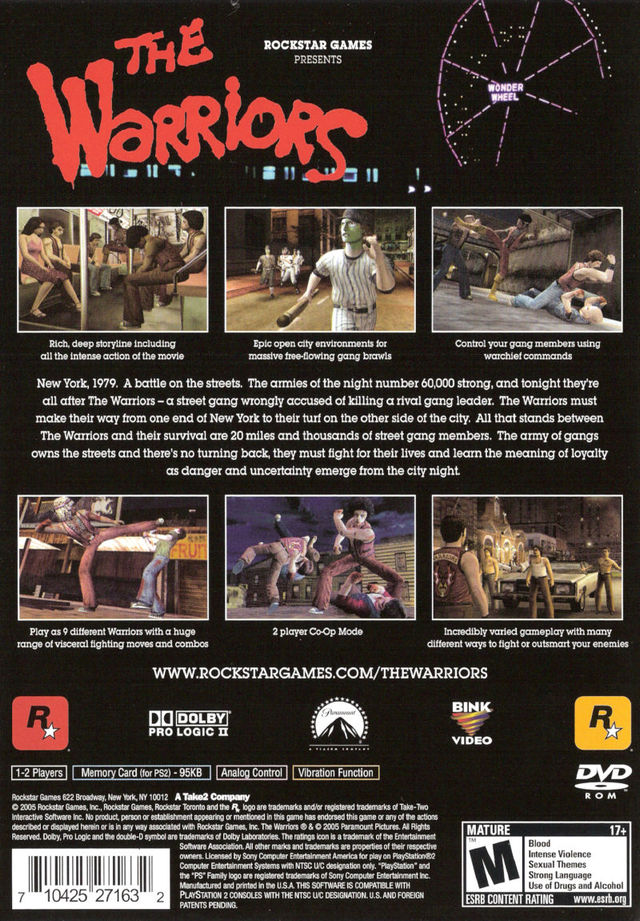 THE
WARRIORS
ROCKSTAR GAMES
PRESENTS
WONDER
WHEEL
Rich, deep storyline including
all the intense action of the movie
Epic open city environments for
massive free-flowing gang brawls
Control your gang members using
warchief commands
New York, 1979. A battle on the streets. The armies of the night number 60,000 strong, and tonight they're
all after The Warriors – a street gang wrongly accused of killing a rival gang leader. The Warriors must
make their way from one end of New York to their turf on the other side of the city. All that stands between
The Warriors and their survival are 20 miles and thousands of street gang members. The army of gangs
owns the streets and there's no turning back, they must fight for their lives and learn the meaning of loyalty
as danger and uncertainty emerge from the city night.
FRUIT
Play as 9 different Warriors with a huge
range of visceral fighting moves and combos
2 player Co-Op Mode
Incredibly varied gameplay with many
different ways to fight or outsmart your enemies
WWW.ROCKSTARGAMES.COM/THEWARRIORS
R
DOLBY
PRO LOGIC II
Paramount
A VIACOM COMPANY
BINK
VIDEO
R
1-2 Players
Memory Card (for PS2) - 95KB
Analog Control
Vibration Function
DVD
ROM
Rockstar Games 622 Broadway, New York, NY 10012 A Take2 Company
© 2005 Rockstar Games, Inc., Rockstar Games, Rockstar Toronto and the R logo are trademarks and/or registered trademarks of Take-Two
Interactive Software Inc. No product, person or establishment appearing or mentioned in this game has endorsed this game or any of the actions
described or displayed herein or is in any way associated with Rockstar Games, Inc. The Warriors ® & © 2005 Paramount Pictures. All Rights
Reserved. Dolby, Pro Logic and the double-D symbol are trademarks of Dolby Laboratories. The ratings icon is a trademark of the Entertainment
Software Association. All other marks and trademarks are properties of their respective
owners. Licensed by Sony Computer Entertainment America for play on PlayStation®2
Computer Entertainment Systems with NTSC U/C designation only. "PlayStation" and
the "PS" Family logo are registered trademarks of Sony Computer Entertainment Inc.
Manufactured and printed in the U.S.A. THIS SOFTWARE IS COMPATIBLE WITH
PLAYSTATION 2 CONSOLES WITH THE NTSC U/C DESIGNATION. U.S. AND FOREIGN
PATENTS PENDING.
7 10425 27163 2
MATURE 17+
M
TM
Blood
Intense Violence
Sexual Themes
Strong Language
Use of Drugs and Alcohol
ESRB CONTENT RATING www.esrb.org